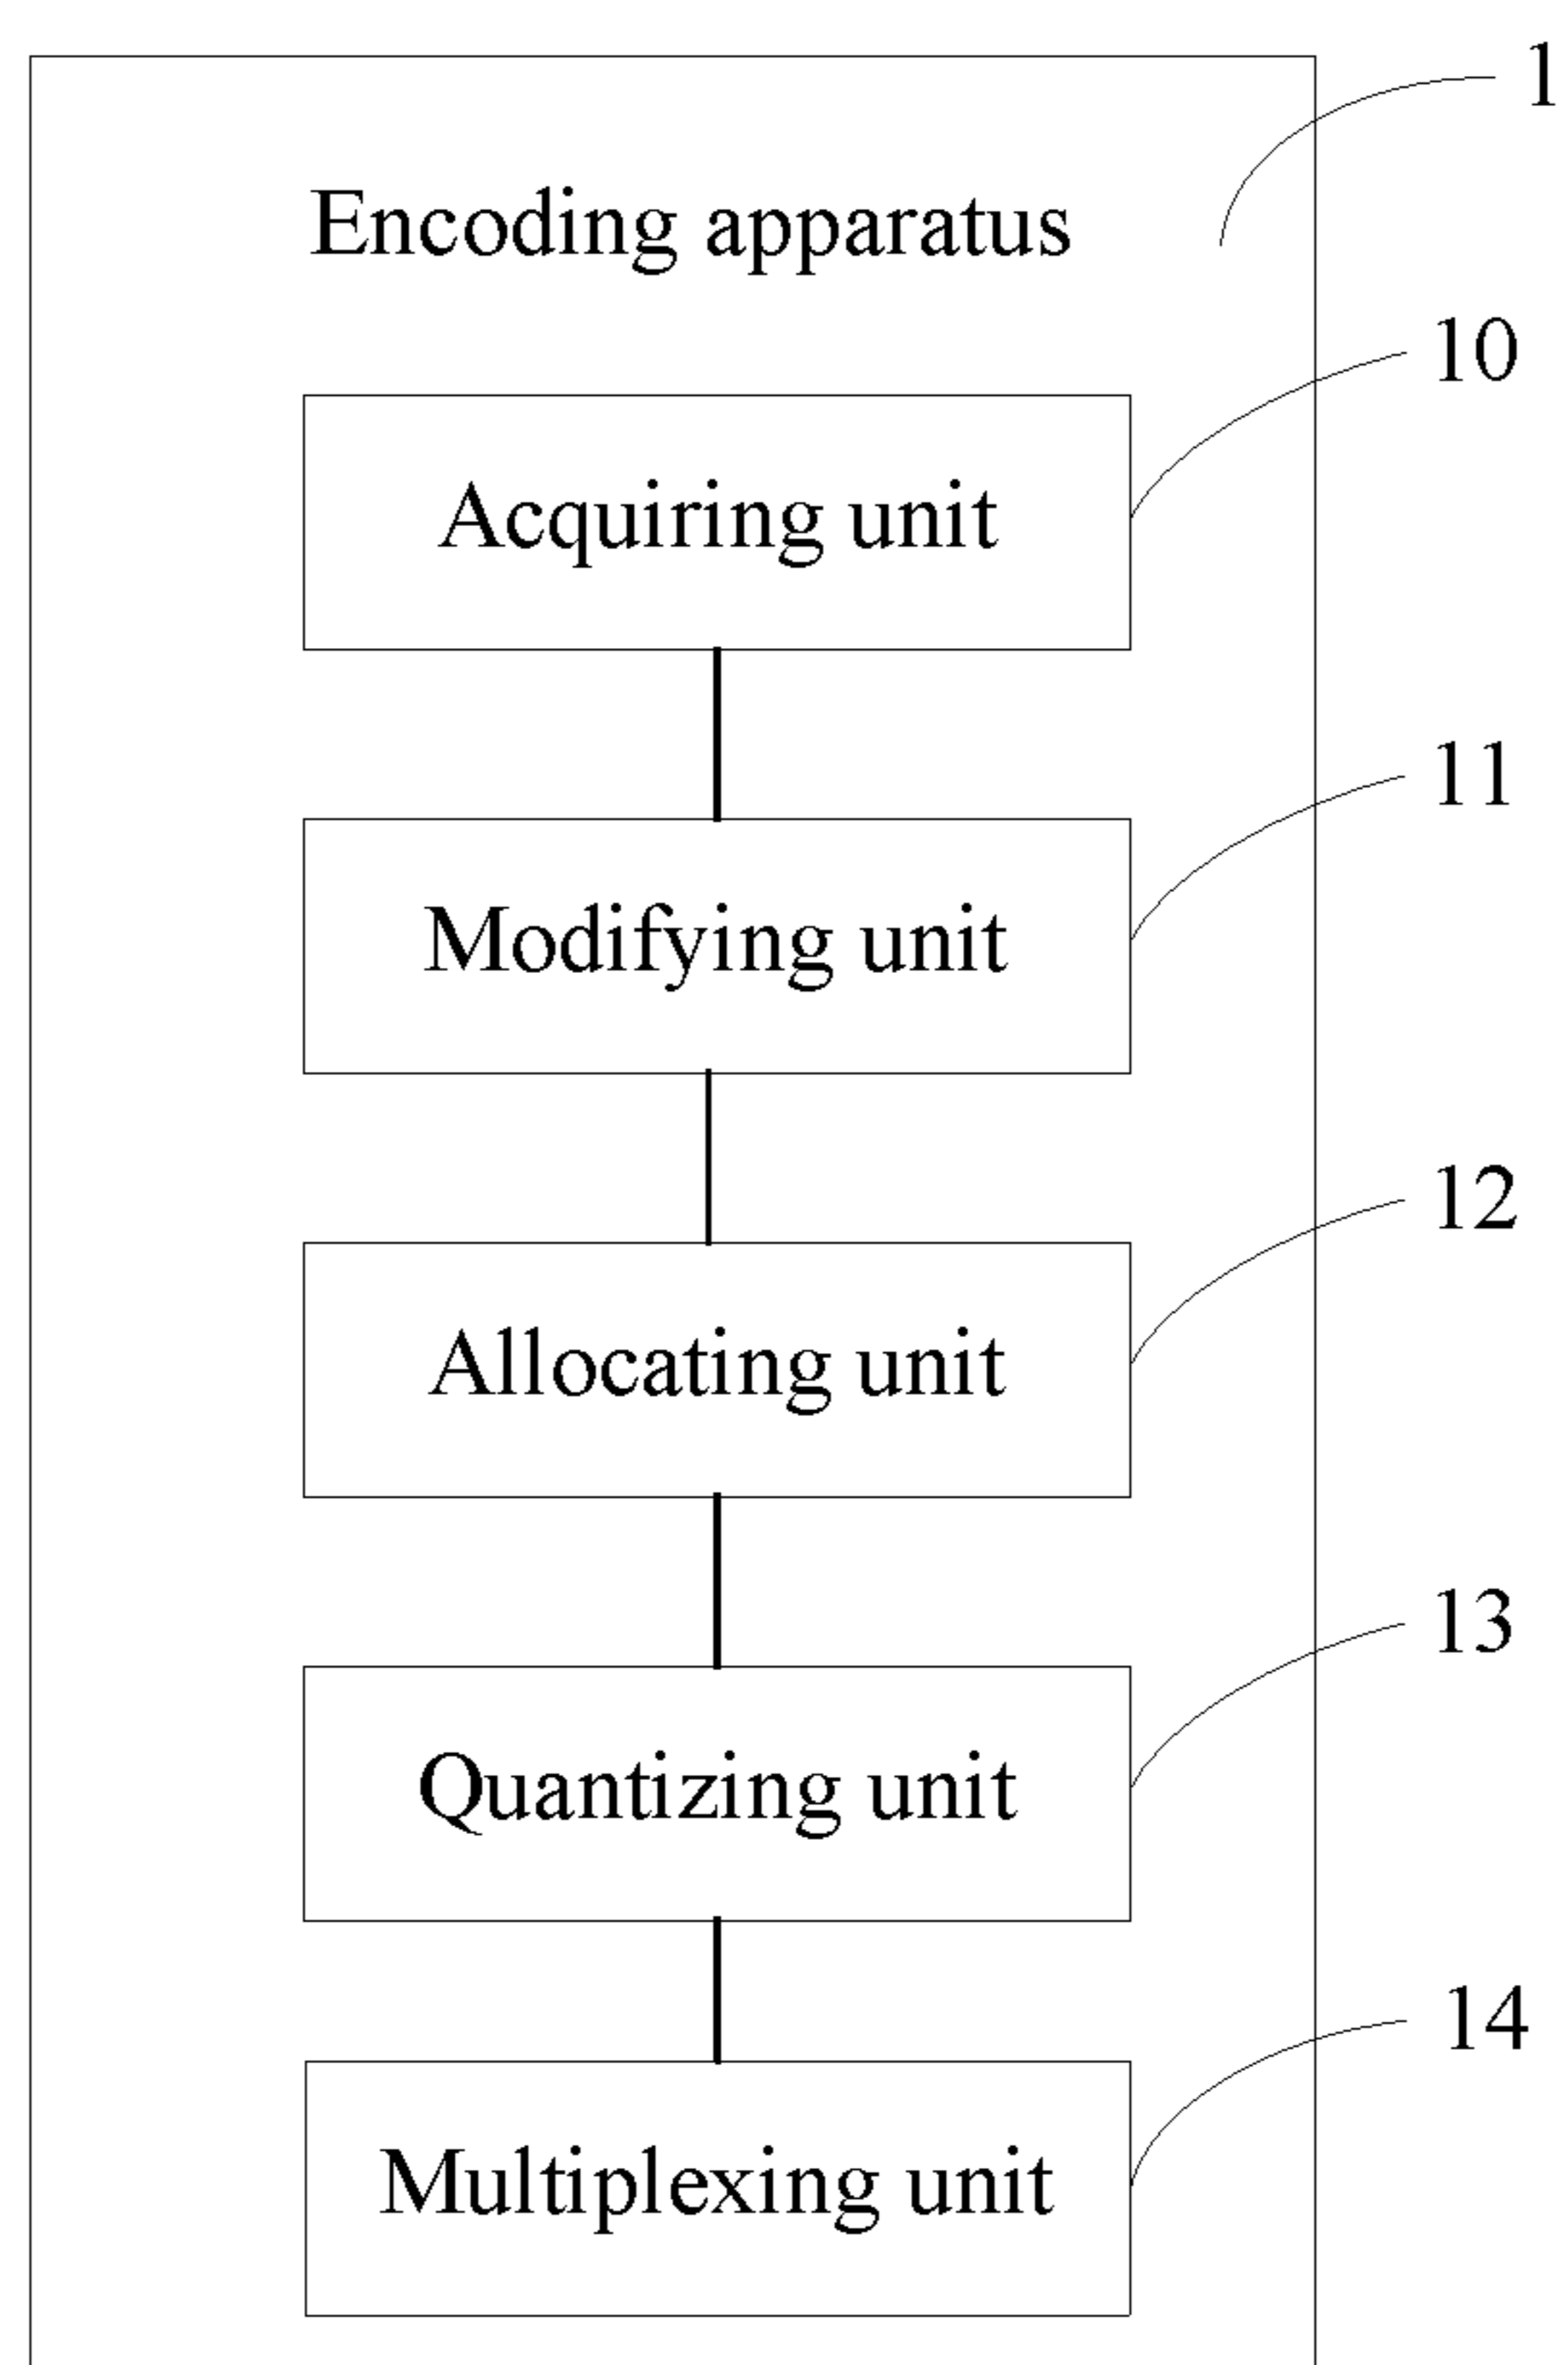 1
Encoding apparatus
10
Acquiring unit
11
Modifying unit
12
Allocating unit
13
Quantizing unit
14
Multiplexing unit